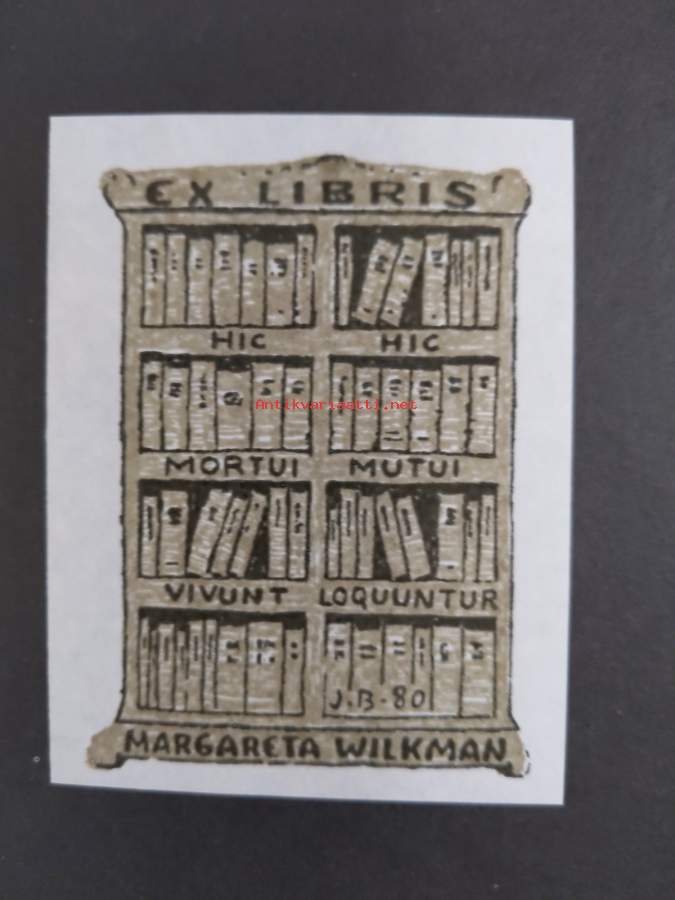 EX LIBRIS
HIC HIC
Antikvariaatti.net
MORTUI MUTUI
VIVUNT LOQUUNTUR
J.B-80
MARGARETA WILKMAN